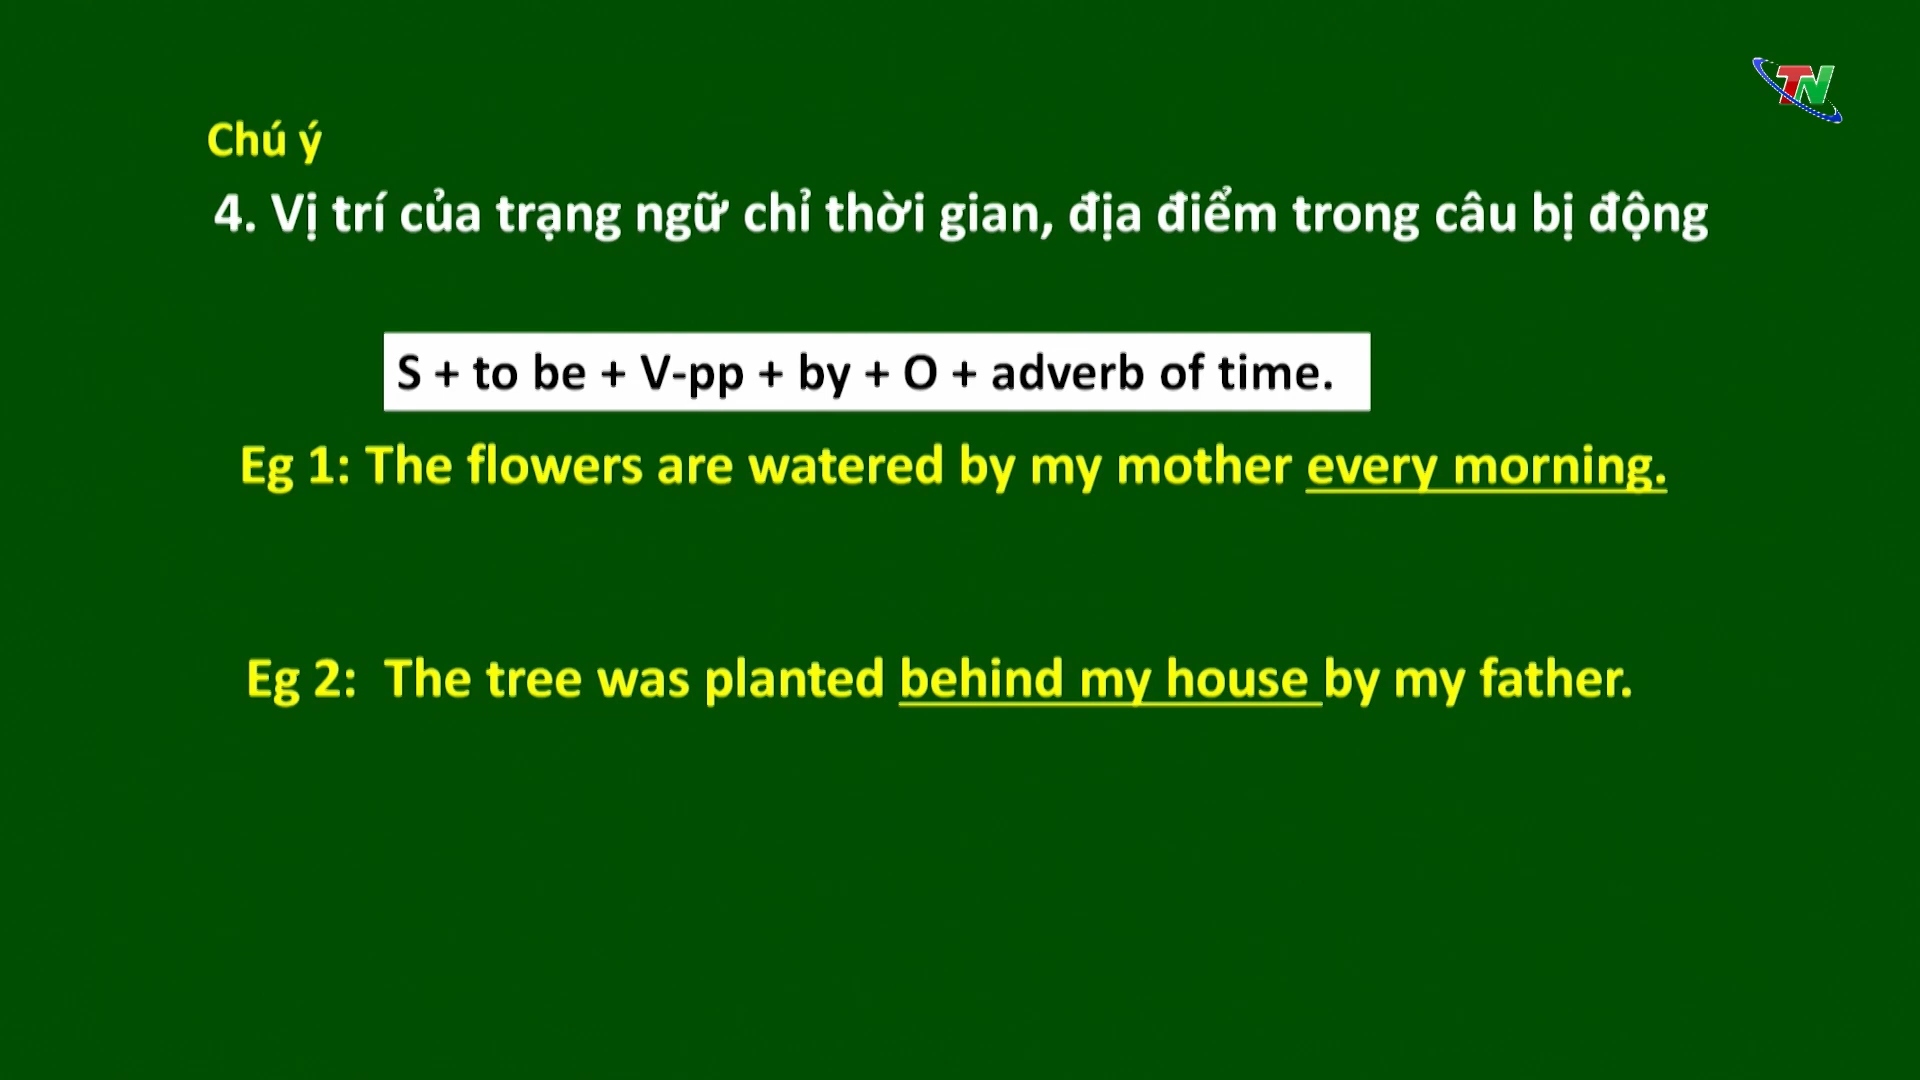 TN
Chú ý
4. Vị trí của trạng ngữ chỉ thời gian, địa điểm trong câu bị động
S + to be + V-pp + by + O + adverb of time.
Eg 1: The flowers are watered by my mother every morning.
Eg 2: The tree was planted behind my house by my father.